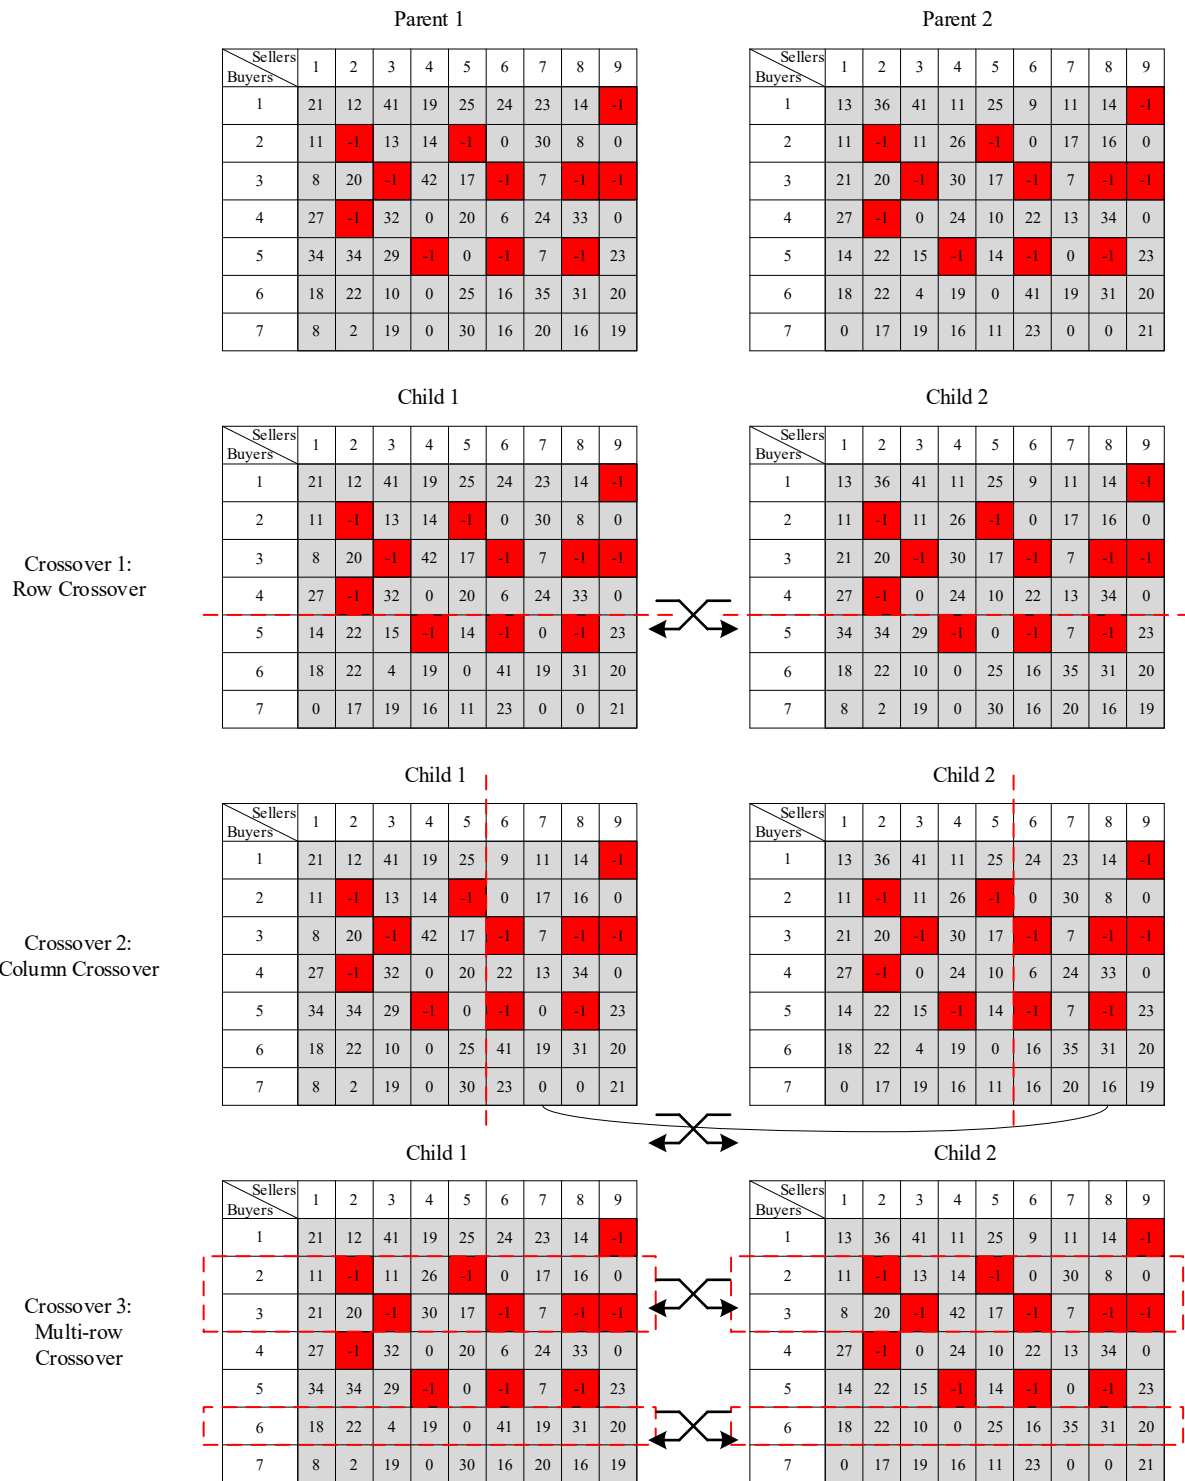 Parent 1
Parent 2
Sellers
Buyers 1 2 3 4 5 6 7 8 9
1 21 12 41 19 25 24 23 14 -1
2 11 -1 13 14 -1 0 30 8 0
3 8 20 -1 42 17 -1 7 -1 -1
4 27 -1 32 0 20 6 24 33 0
5 34 34 29 -1 0 -1 7 -1 23
6 18 22 10 0 25 16 35 31 20
7 8 2 19 0 30 16 20 16 19
Sellers
Buyers 1 2 3 4 5 6 7 8 9
1 13 36 41 11 25 9 11 14 -1
2 11 -1 11 26 -1 0 17 16 0
3 21 20 -1 30 17 -1 7 -1 -1
4 27 -1 0 24 10 22 13 34 0
5 14 22 15 -1 14 -1 0 -1 23
6 18 22 4 19 0 41 19 31 20
7 0 17 19 16 11 23 0 0 21
Crossover 1:
Row Crossover
Child 1
Child 2
Sellers
Buyers 1 2 3 4 5 6 7 8 9
1 21 12 41 19 25 24 23 14 -1
2 11 -1 13 14 -1 0 30 8 0
3 8 20 -1 42 17 -1 7 -1 -1
4 27 -1 32 0 20 6 24 33 0
5 14 22 15 -1 14 -1 0 -1 23
6 18 22 4 19 0 41 19 31 20
7 0 17 19 16 11 23 0 0 21
Sellers
Buyers 1 2 3 4 5 6 7 8 9
1 13 36 41 11 25 9 11 14 -1
2 11 -1 11 26 -1 0 17 16 0
3 21 20 -1 30 17 -1 7 -1 -1
4 27 -1 0 24 10 22 13 34 0
5 34 34 29 -1 0 -1 7 -1 23
6 18 22 10 0 25 16 35 31 20
7 8 2 19 0 30 16 20 16 19
Crossover 2:
Column Crossover
Child 1
Child 2
Sellers
Buyers 1 2 3 4 5 6 7 8 9
1 21 12 41 19 25 9 11 14 -1
2 11 -1 13 14 -1 0 17 16 0
3 8 20 -1 42 17 -1 7 -1 -1
4 27 -1 32 0 20 22 13 34 0
5 34 34 29 -1 0 -1 0 -1 23
6 18 22 10 0 25 41 19 31 20
7 8 2 19 0 30 23 0 0 21
Sellers
Buyers 1 2 3 4 5 6 7 8 9
1 13 36 41 11 25 24 23 14 -1
2 11 -1 11 26 -1 0 30 8 0
3 21 20 -1 30 17 -1 7 -1 -1
4 27 -1 0 24 10 6 24 33 0
5 14 22 15 -1 14 -1 7 -1 23
6 18 22 4 19 0 16 35 31 20
7 0 17 19 16 11 16 20 16 19
Crossover 3:
Multi-row
Crossover
Child 1
Child 2
Sellers
Buyers 1 2 3 4 5 6 7 8 9
1 21 12 41 19 25 24 23 14 -1
2 11 -1 11 26 -1 0 17 16 0
3 21 20 -1 30 17 -1 7 -1 -1
4 27 -1 32 0 20 6 24 33 0
5 34 34 29 -1 0 -1 7 -1 23
6 18 22 4 19 0 41 19 31 20
7 8 2 19 0 30 16 20 16 19
Sellers
Buyers 1 2 3 4 5 6 7 8 9
1 13 36 41 11 25 9 11 14 -1
2 11 -1 13 14 -1 0 30 8 0
3 8 20 -1 42 17 -1 7 -1 -1
4 27 -1 0 24 10 22 13 34 0
5 14 22 15 -1 14 -1 0 -1 23
6 18 22 10 0 25 16 35 31 20
7 0 17 19 16 11 23 0 0 21